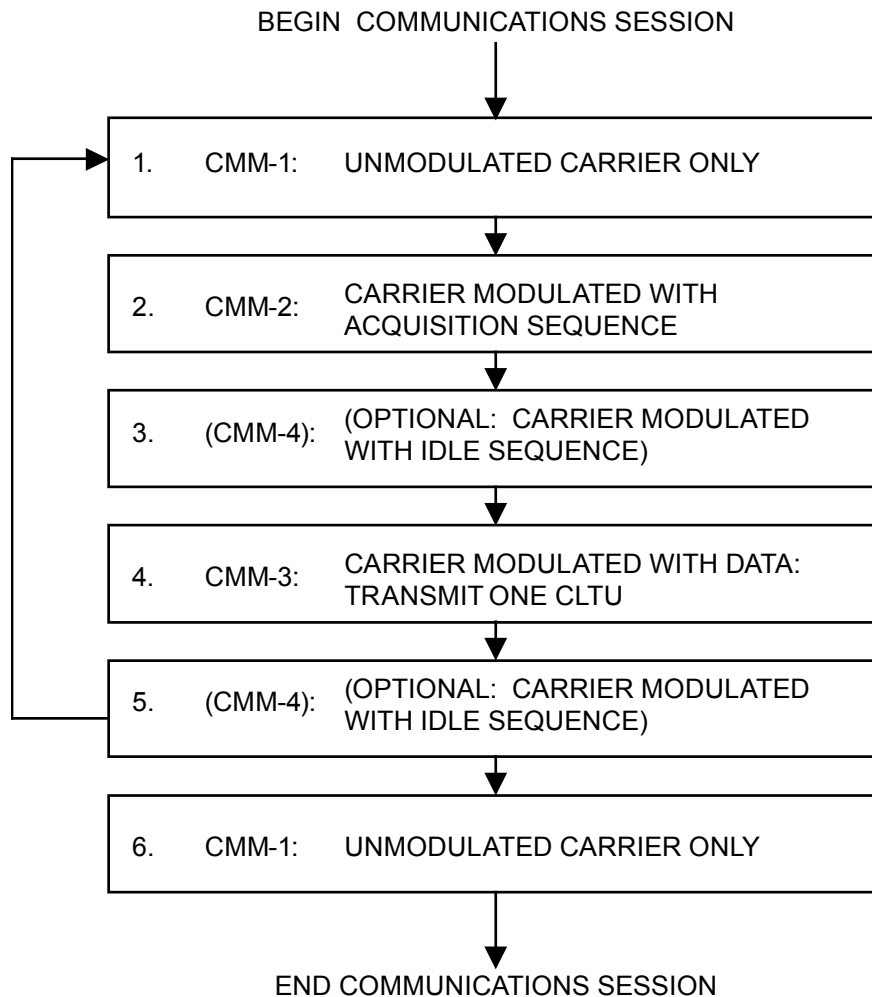 BEGIN COMMUNICATIONS SESSION
1. CMM-1: UNMODULATED CARRIER ONLY
2. CMM-2: CARRIER MODULATED WITH
ACQUISITION SEQUENCE
3. (CMM-4): (OPTIONAL: CARRIER MODULATED
WITH IDLE SEQUENCE)
4. CMM-3: CARRIER MODULATED WITH DATA:
TRANSMIT ONE CLTU
5. (CMM-4): (OPTIONAL: CARRIER MODULATED
WITH IDLE SEQUENCE)
6. CMM-1: UNMODULATED CARRIER ONLY
END COMMUNICATIONS SESSION